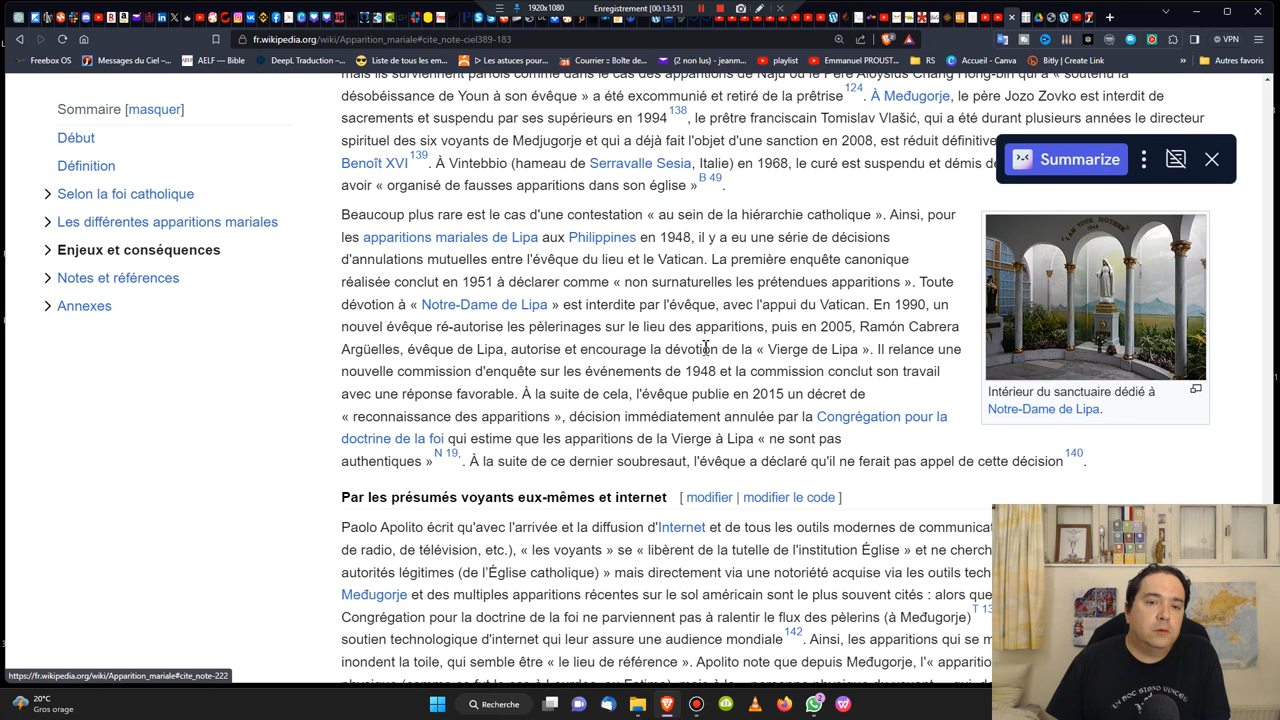 1920x1080
Enregistrement (00:13:51)
fr.wikipedia.org/wiki/Apparition_mariale#cite_note-ciel389-183
VPN
Freebox OS
Messages du Ciel –...
AELF — Bible
DeepL Traduction –...
Liste de tous les em...
▷ Les astuces pour...
Courrier :: Boîte de...
(2 non lus) - jeanm...
playlist
Emmanuel PROUST...
RS
Accueil - Canva
Bitly | Create Link
»
Autres favoris
Sommaire [masquer]
Début
Définition
Selon la foi catholique
Les différentes apparitions mariales
Enjeux et conséquences
Notes et références
Annexes
mais ils surviennent parfois comme dans le cas des apparitions de Naju où le Père Aloysius Chang Hong-bin qui a « soutenu la
désobéissance de Youn à son évêque » a été excommunié et retiré de la prêtrise 124. À Međugorje, le père Jozo Zovko est interdit de
sacrements et suspendu par ses supérieurs en 1994 138, le prêtre franciscain Tomislav Vlašić, qui a été durant plusieurs années le directeur
spirituel des six voyants de Medjugorje et qui a déjà fait l'objet d'une sanction en 2008, est réduit définitive
Benoît XVI 139. À Vintebbio (hameau de Serravalle Sesia, Italie) en 1968, le curé est suspendu et démis de
avoir « organisé de fausses apparitions dans son église » B 49.
Summarize
Beaucoup plus rare est le cas d'une contestation « au sein de la hiérarchie catholique ». Ainsi, pour
les apparitions mariales de Lipa aux Philippines en 1948, il y a eu une série de décisions
d'annulations mutuelles entre l'évêque du lieu et le Vatican. La première enquête canonique
réalisée conclut en 1951 à déclarer comme « non surnaturelles les prétendues apparitions ». Toute
dévotion à « Notre-Dame de Lipa » est interdite par l'évêque, avec l'appui du Vatican. En 1990, un
nouvel évêque ré-autorise les pèlerinages sur le lieu des apparitions, puis en 2005, Ramón Cabrera
Argüelles, évêque de Lipa, autorise et encourage la dévotion de la « Vierge de Lipa ». Il relance une
nouvelle commission d'enquête sur les événements de 1948 et la commission conclut son travail
avec une réponse favorable. À la suite de cela, l'évêque publie en 2015 un décret de
« reconnaissance des apparitions », décision immédiatement annulée par la Congrégation pour la
doctrine de la foi qui estime que les apparitions de la Vierge à Lipa « ne sont pas
authentiques » N 19,. À la suite de ce dernier soubresaut, l'évêque a déclaré qu'il ne ferait pas appel de cette décision 140.
I AM YOUR MOTHER
Intérieur du sanctuaire dédié à
Notre-Dame de Lipa.
Par les présumés voyants eux-mêmes et internet [ modifier | modifier le code ]
Paolo Apolito écrit qu'avec l'arrivée et la diffusion d'Internet et de tous les outils modernes de communicat
de radio, de télévision, etc.), « les voyants » se « libèrent de la tutelle de l'institution Église » et ne cherch
autorités légitimes (de l'Église catholique) » mais directement via une notoriété acquise via les outils tech
Međugorje et des multiples apparitions récentes sur le sol américain sont le plus souvent cités : alors que
Congrégation pour la doctrine de la foi ne parviennent pas à ralentir le flux des pèlerins (à Međugorje) T 13
soutien technologique d'internet qui leur assure une audience mondiale 142. Ainsi, les apparitions qui se m
inondent la toile, qui semble être « le lieu de référence ». Apolito note que depuis Međugorje, l'« apparit
https://fr.wikipedia.org/wiki/Apparition_mariale#cite_note-222
20°C
Gros orage
Recherche
2